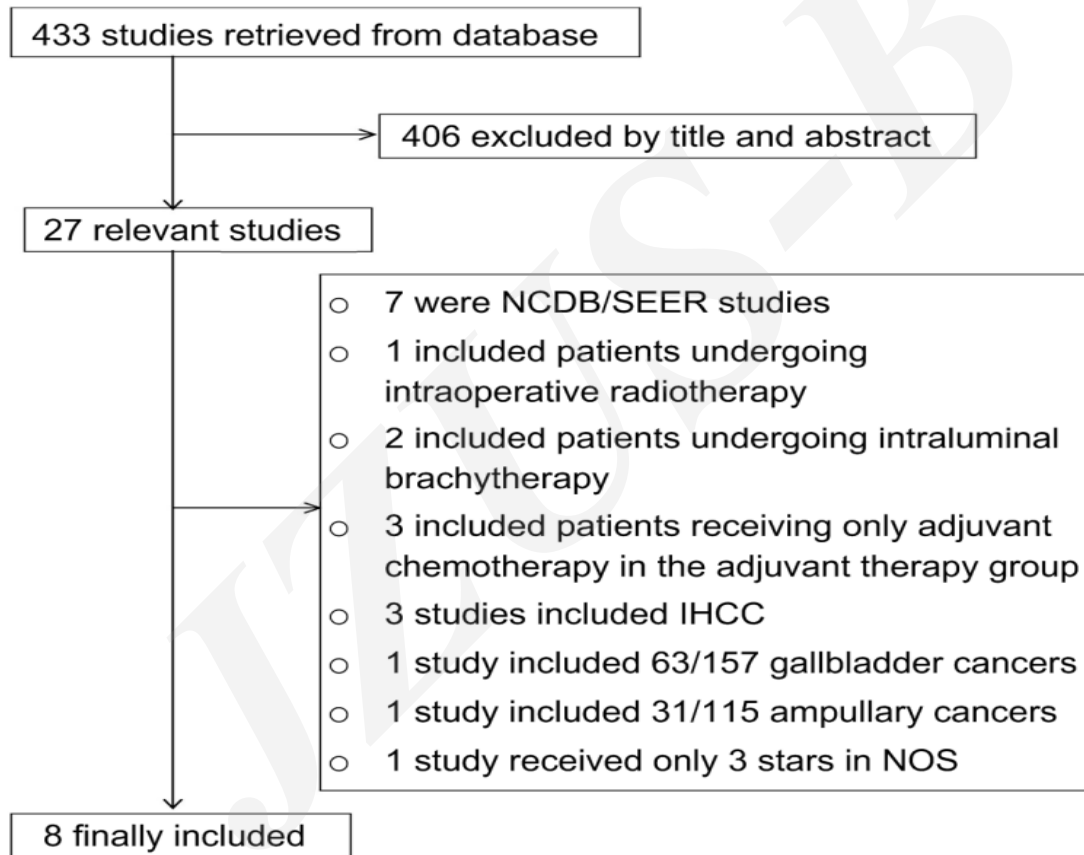 433 studies retrieved from database
406 excluded by title and abstract
27 relevant studies
○ 7 were NCDB/SEER studies
○ 1 included patients undergoing
intraoperative radiotherapy
○ 2 included patients undergoing intraluminal
brachytherapy
○ 3 included patients receiving only adjuvant
chemotherapy in the adjuvant therapy group
○ 3 studies included IHCC
○ 1 study included 63/157 gallbladder cancers
○ 1 study included 31/115 ampullary cancers
○ 1 study received only 3 stars in NOS
8 finally included
JZUS-B